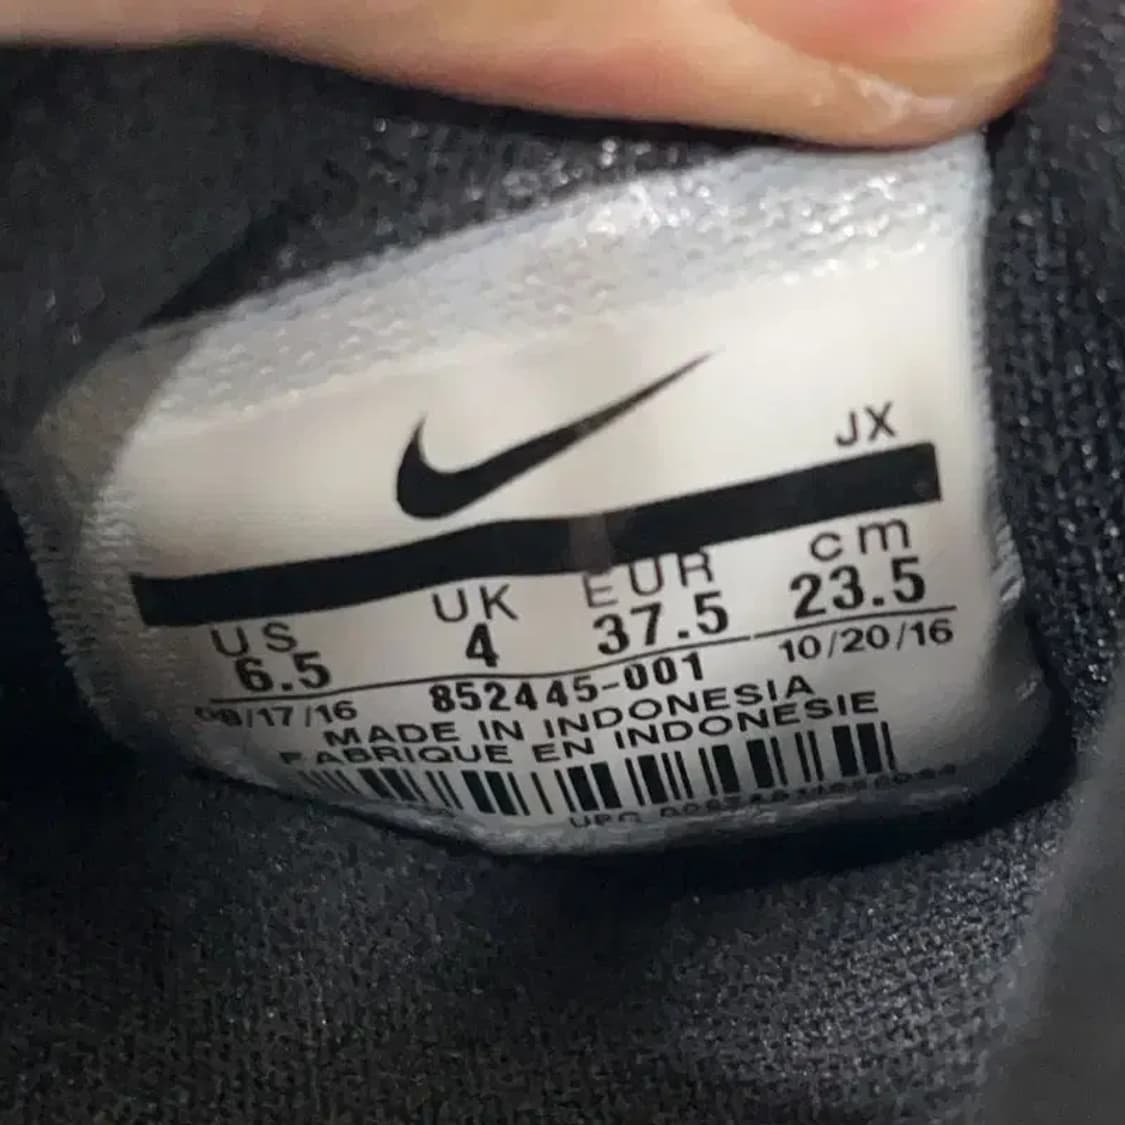 JX
US UK EUR cm
6.5 4 37.5 23.5
08/17/16 852445-001 10/20/16
MADE IN INDONESIA
FABRIQUE EN INDONESIE
UPC